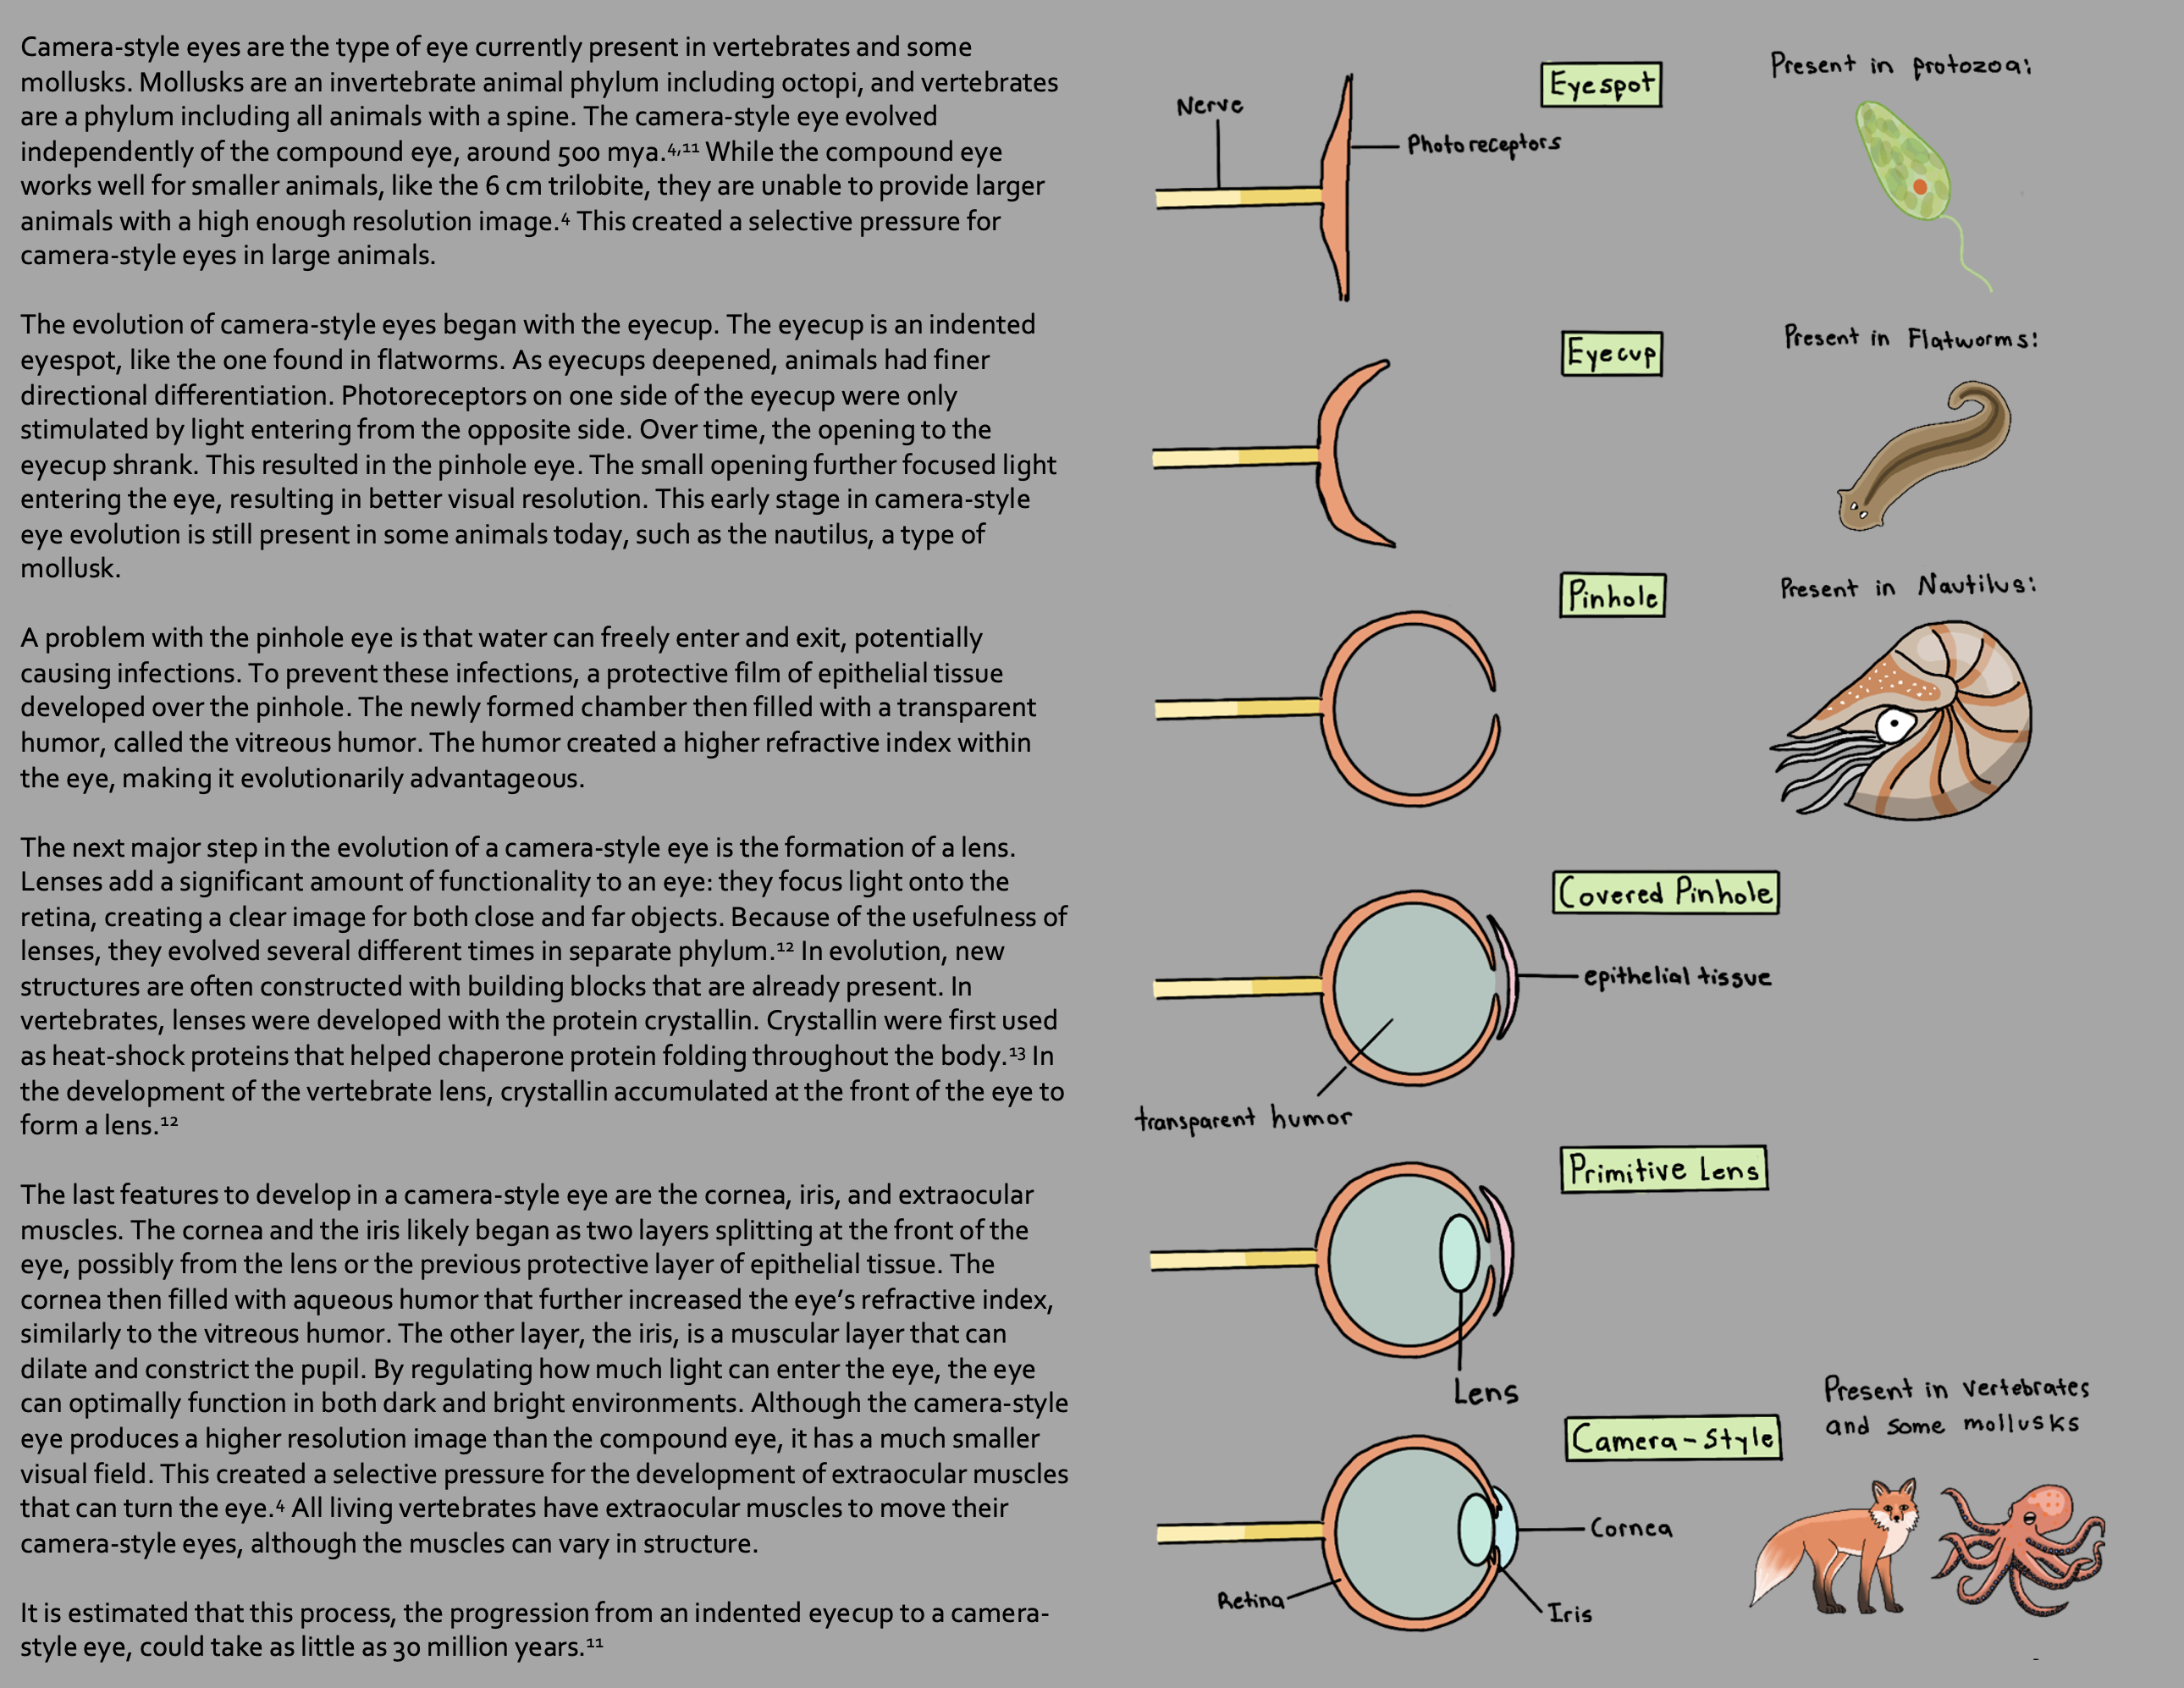 Camera-style eyes are the type of eye currently present in vertebrates and some
mollusks. Mollusks are an invertebrate animal phylum including octopi, and vertebrates
are a phylum including all animals with a spine. The camera-style eye evolved
independently of the compound eye, around 500 mya.⁴,¹¹ While the compound eye
works well for smaller animals, like the 6 cm trilobite, they are unable to provide larger
animals with a high enough resolution image.⁴ This created a selective pressure for
camera-style eyes in large animals.

The evolution of camera-style eyes began with the eyecup. The eyecup is an indented
eyespot, like the one found in flatworms. As eyecups deepened, animals had finer
directional differentiation. Photoreceptors on one side of the eyecup were only
stimulated by light entering from the opposite side. Over time, the opening to the
eyecup shrank. This resulted in the pinhole eye. The small opening further focused light
entering the eye, resulting in better visual resolution. This early stage in camera-style
eye evolution is still present in some animals today, such as the nautilus, a type of
mollusk.

A problem with the pinhole eye is that water can freely enter and exit, potentially
causing infections. To prevent these infections, a protective film of epithelial tissue
developed over the pinhole. The newly formed chamber then filled with a transparent
humor, called the vitreous humor. The humor created a higher refractive index within
the eye, making it evolutionarily advantageous.

The next major step in the evolution of a camera-style eye is the formation of a lens.
Lenses add a significant amount of functionality to an eye: they focus light onto the
retina, creating a clear image for both close and far objects. Because of the usefulness of
lenses, they evolved several different times in separate phylum.¹² In evolution, new
structures are often constructed with building blocks that are already present. In
vertebrates, lenses were developed with the protein crystallin. Crystallin were first used
as heat-shock proteins that helped chaperone protein folding throughout the body.¹³ In
the development of the vertebrate lens, crystallin accumulated at the front of the eye to
form a lens.¹²

The last features to develop in a camera-style eye are the cornea, iris, and extraocular
muscles. The cornea and the iris likely began as two layers splitting at the front of the
eye, possibly from the lens or the previous protective layer of epithelial tissue. The
cornea then filled with aqueous humor that further increased the eye’s refractive index,
similarly to the vitreous humor. The other layer, the iris, is a muscular layer that can
dilate and constrict the pupil. By regulating how much light can enter the eye, the eye
can optimally function in both dark and bright environments. Although the camera-style
eye produces a higher resolution image than the compound eye, it has a much smaller
visual field. This created a selective pressure for the development of extraocular muscles
that can turn the eye.⁴ All living vertebrates have extraocular muscles to move their
camera-style eyes, although the muscles can vary in structure.

It is estimated that this process, the progression from an indented eyecup to a camera-
style eye, could take as little as 30 million years.¹¹

Eyespot
Present in protozoa:
Nerve
Photoreceptors
Eyecup
Present in Flatworms:
Pinhole
Present in Nautilus:
Covered Pinhole
epithelial tissue
transparent humor
Primitive Lens
Lens
Camera-Style
Present in vertebrates
and some mollusks
Cornea
Retina
Iris